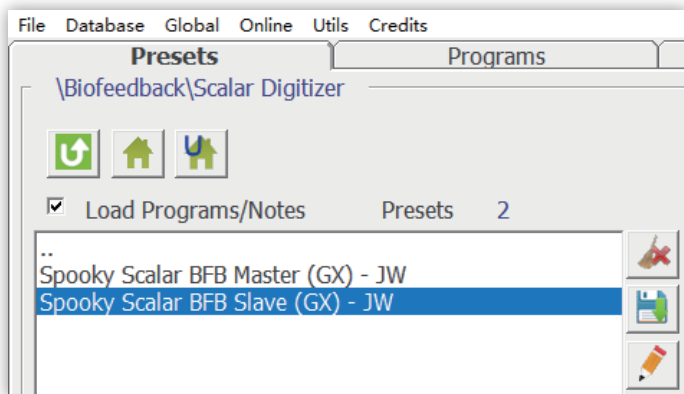 File Database Global Online Utils Credits
Presets Programs
\Biofeedback\Scalar Digitizer
U
Load Programs/Notes Presets 2
..
Spooky Scalar BFB Master (GX) - JW
Spooky Scalar BFB Slave (GX) - JW